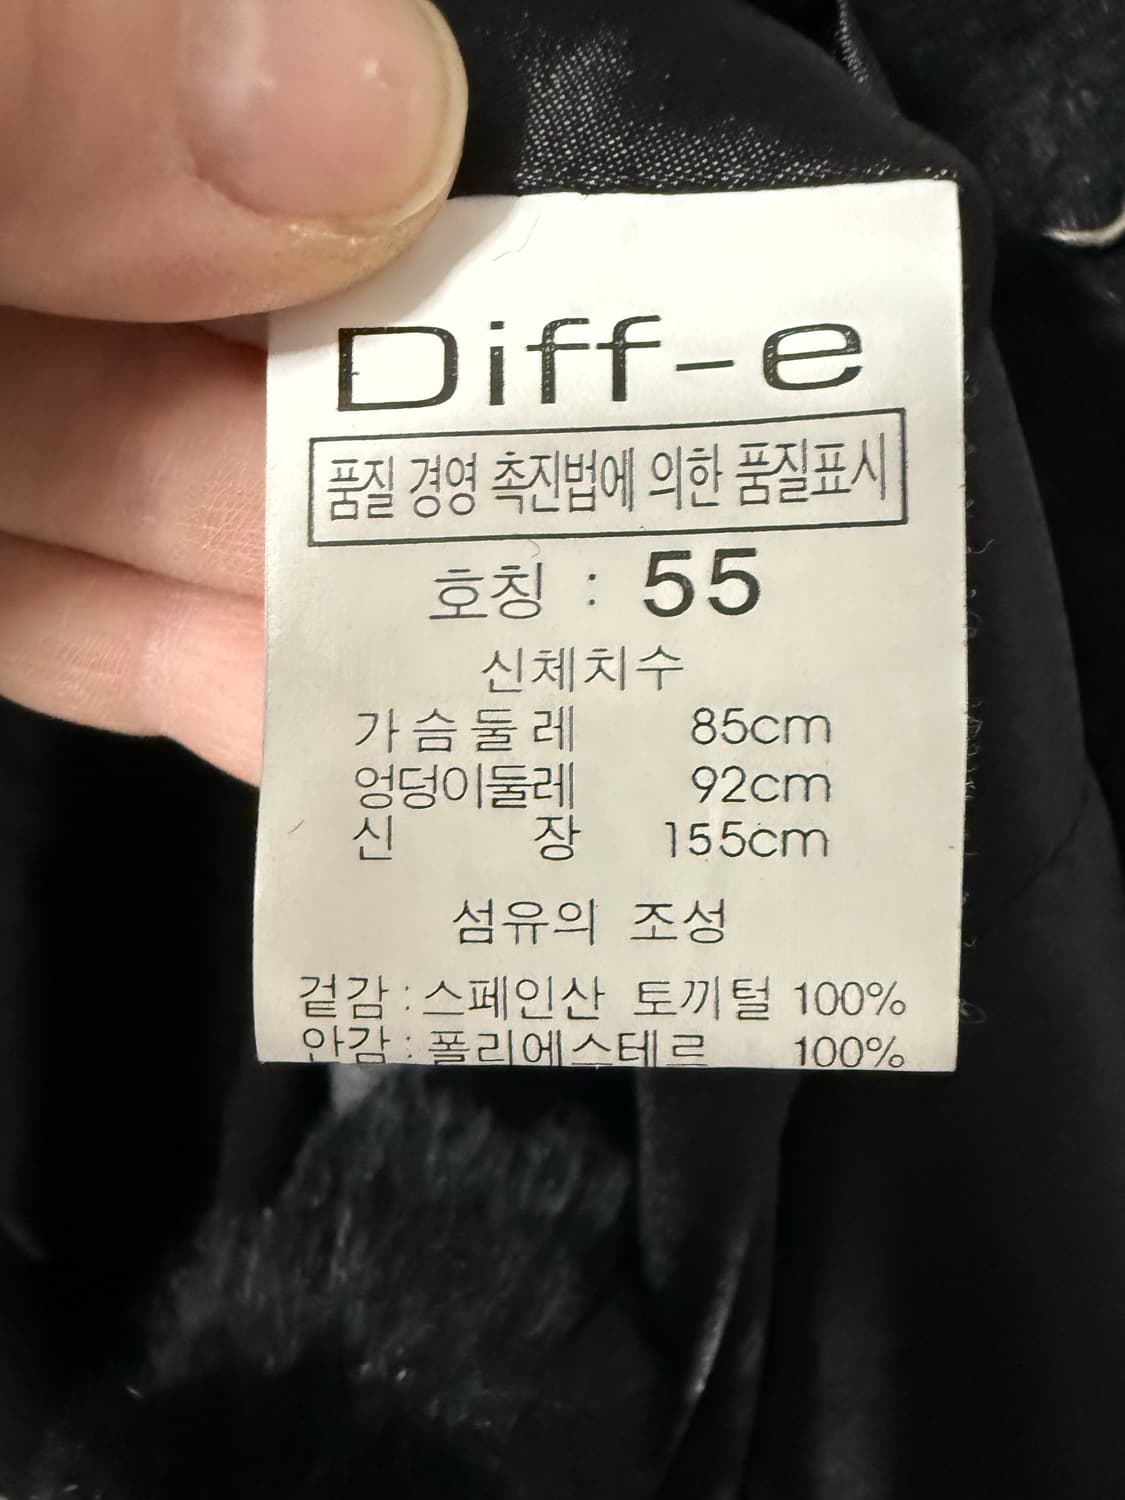 Diff-e
품질 경영 촉진법에 의한 품질표시
호칭 : 55
신체치수
가슴둘레 85cm
엉덩이둘레 92cm
신 장 155cm
섬유의 조성
겉감 : 스페인산 토끼털 100%
안감 : 폴리에스테르 100%